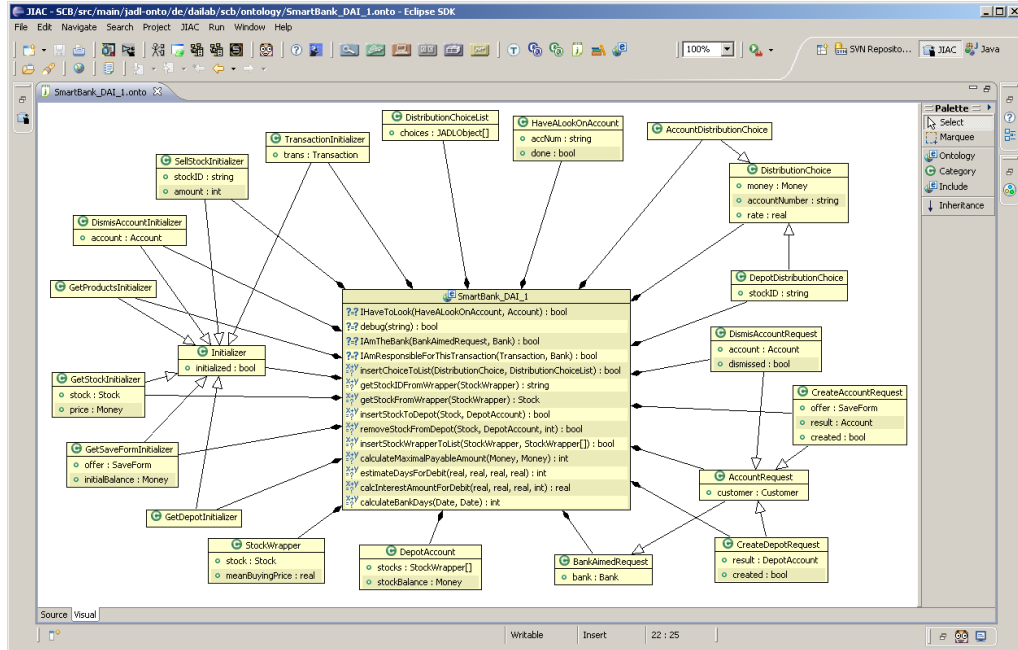 JIAC - SCB/src/main/jadl-onto/de/dailab/scb/ontology/SmartBank_DAI_1.onto - Eclipse SDK
File Edit Navigate Search Project JIAC Run Window Help
100%
SVN Reposito...
JIAC
Java
SmartBank_DAI_1.onto
Palette
Select
Marquee
Ontology
Category
Include
Inheritance
DistributionChoiceList
choices : JADLObject[]
HaveALookOnAccount
accNum : string
done : bool
AccountDistributionChoice
TransactionInitializer
trans : Transaction
SellStockInitializer
stockID : string
amount : int
DistributionChoice
money : Money
accountNumber : string
rate : real
DismisAccountInitializer
account : Account
DepotDistributionChoice
stockID : string
GetProductsInitializer
SmartBank_DAI_1
IHaveToLook(HaveALookOnAccount, Account) : bool
debug(string) : bool
IAmTheBank(BankAimedRequest, Bank) : bool
IAmResponsibleForThisTransaction(Transaction, Bank) : bool
insertChoiceToList(DistributionChoice, DistributionChoiceList) : bool
getStockIDFromWrapper(StockWrapper) : string
getStockFromWrapper(StockWrapper) : Stock
insertStockToDepot(Stock, DepotAccount) : bool
removeStockFromDepot(Stock, DepotAccount, int) : bool
insertStockWrapperToList(StockWrapper, StockWrapper[]) : bool
calculateMaximalPayableAmount(Money, Money) : int
estimateDaysForDebit(real, real, real, real) : int
calcInterestAmountForDebit(real, real, real, int) : real
calculateBankDays(Date, Date) : int
DismisAccountRequest
account : Account
dismissed : bool
Initializer
initialized : bool
GetStockInitializer
stock : Stock
price : Money
CreateAccountRequest
offer : SaveForm
result : Account
created : bool
GetSaveFormInitializer
offer : SaveForm
initialBalance : Money
AccountRequest
customer : Customer
GetDepotInitializer
StockWrapper
stock : Stock
meanBuyingPrice : real
DepotAccount
stocks : StockWrapper[]
stockBalance : Money
BankAimedRequest
bank : Bank
CreateDepotRequest
result : DepotAccount
created : bool
Source Visual
Writable
Insert
22 : 25